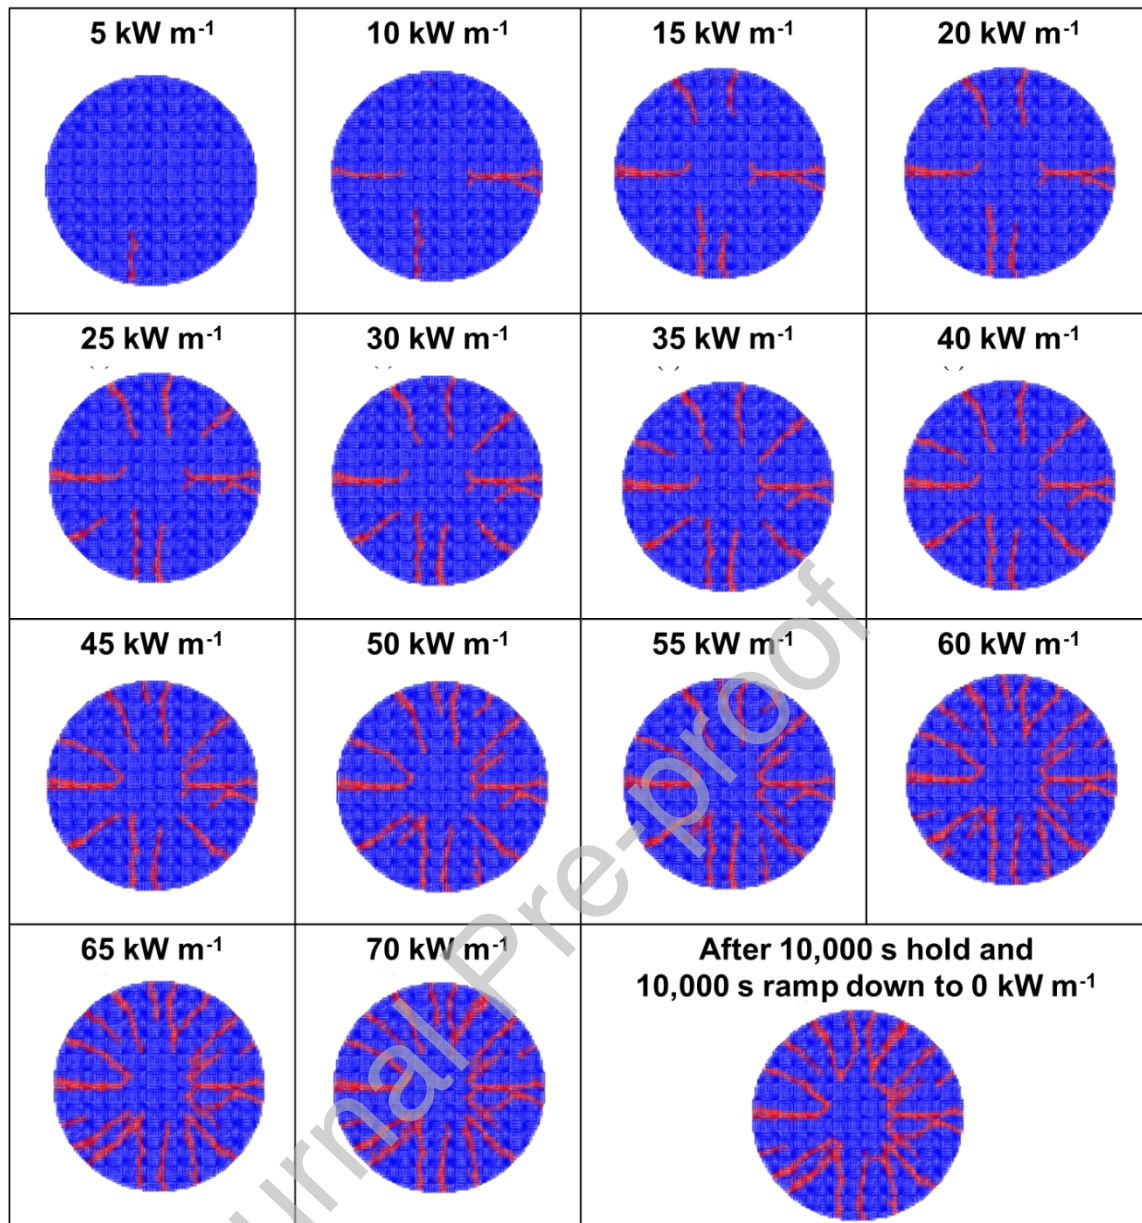 5 kW m⁻¹
10 kW m⁻¹
15 kW m⁻¹
20 kW m⁻¹
25 kW m⁻¹
30 kW m⁻¹
35 kW m⁻¹
40 kW m⁻¹
45 kW m⁻¹
50 kW m⁻¹
55 kW m⁻¹
60 kW m⁻¹
65 kW m⁻¹
70 kW m⁻¹
After 10,000 s hold and
10,000 s ramp down to 0 kW m⁻¹
urnal Pre-proof